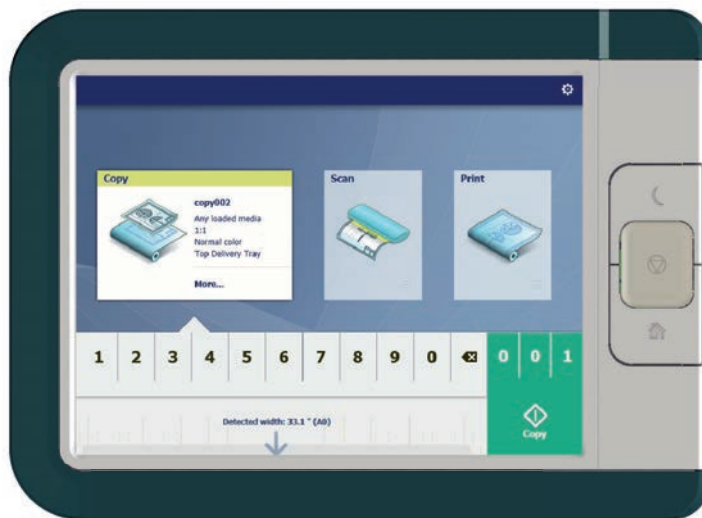 Copy
copy002
Any loaded media
1:1
Normal color
Top Delivery Tray
More...
Scan
Print
1 2 3 4 5 6 7 8 9 0 0 0 1
Detected width: 33.1 " (A0)
Copy